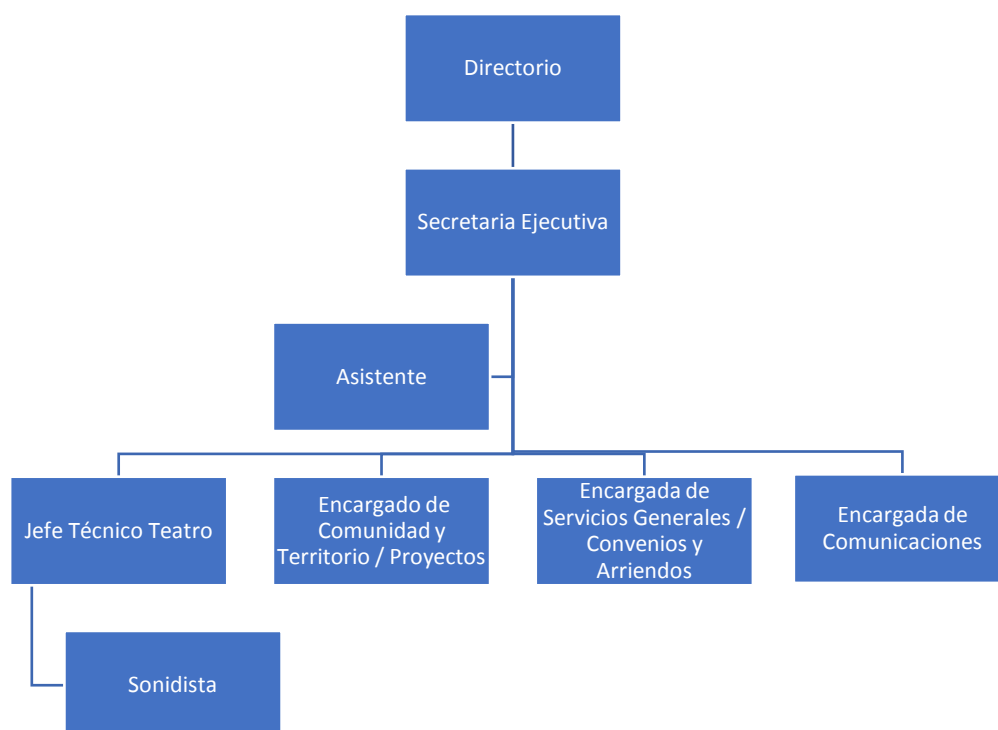 Directorio
Secretaria Ejecutiva
Asistente
Jefe Técnico Teatro
Encargado de
Comunidad y
Territorio / Proyectos
Encargada de
Servicios Generales /
Convenios y
Arriendos
Encargada de
Comunicaciones
Sonidista